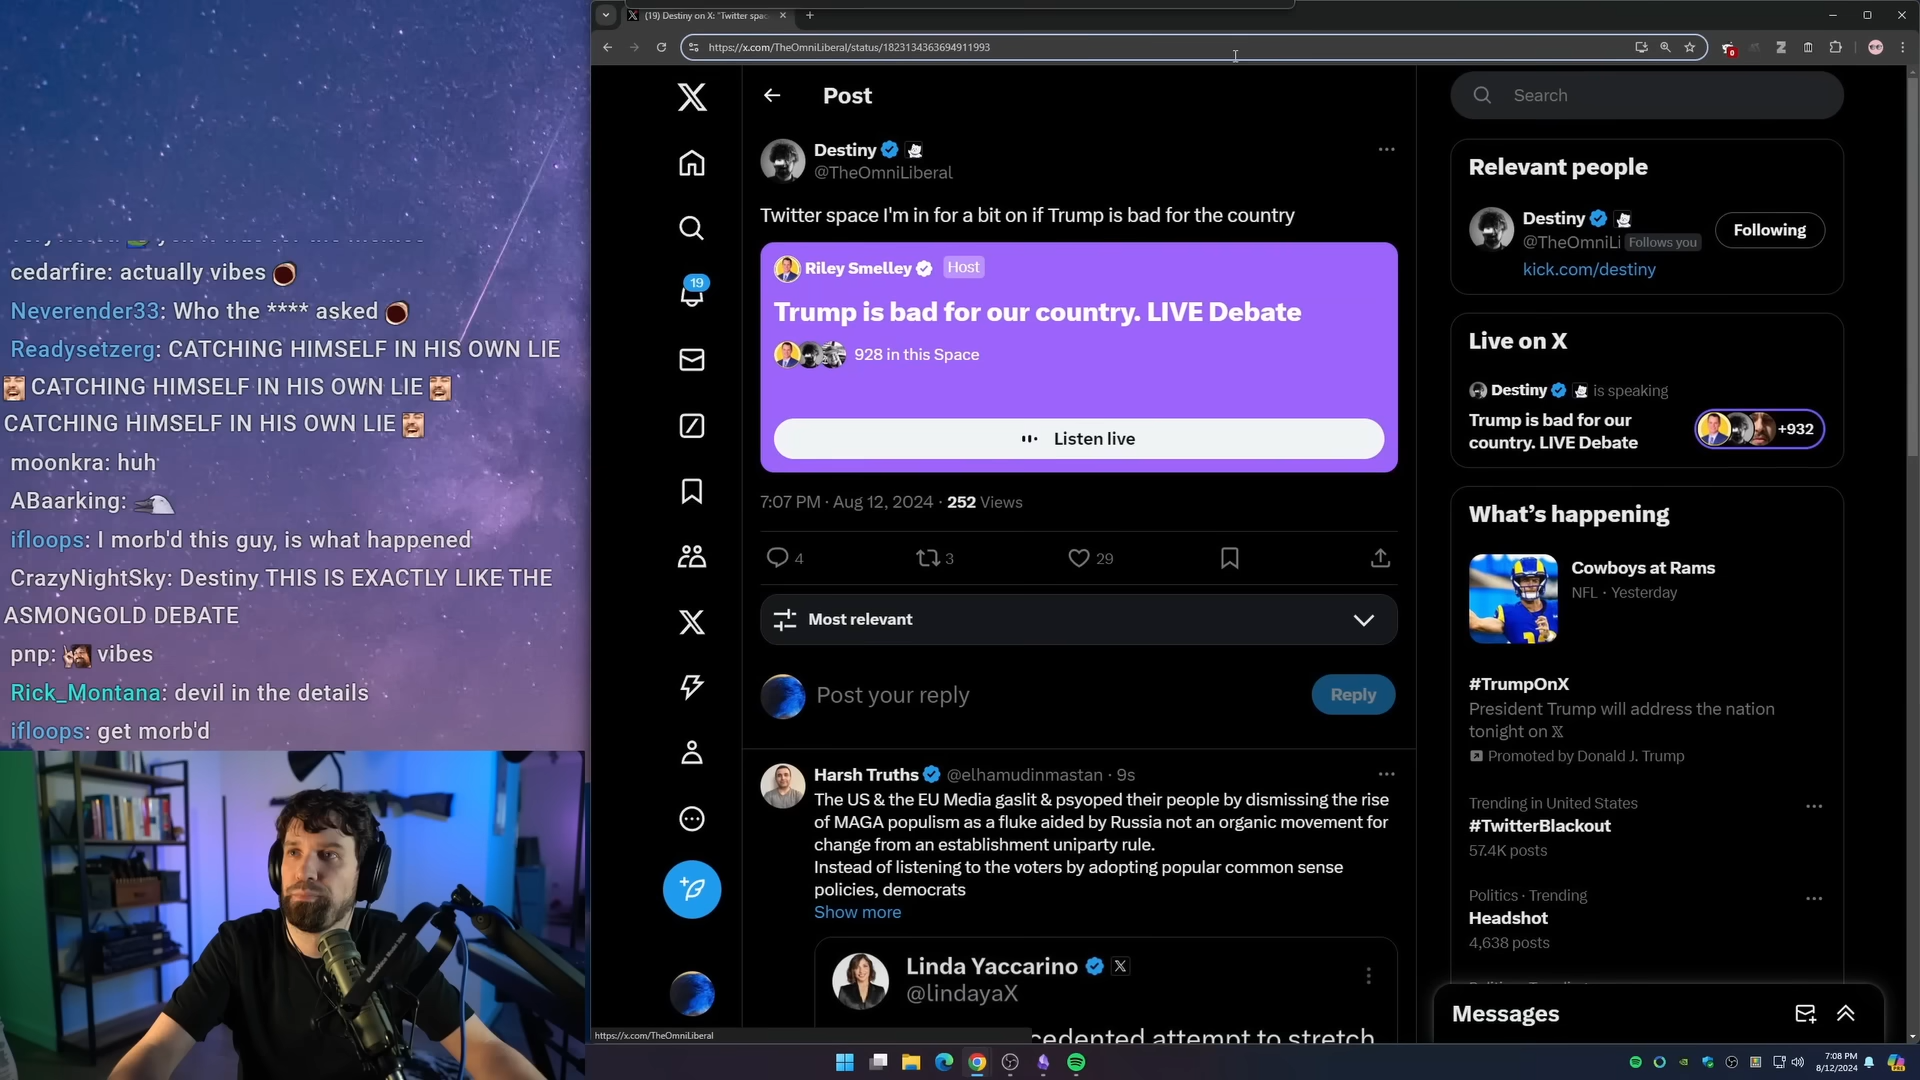 cedarfire: actually vibes
Neverender33: Who the **** asked
Readysetzerg: CATCHING HIMSELF IN HIS OWN LIE
CATCHING HIMSELF IN HIS OWN LIE
CATCHING HIMSELF IN HIS OWN LIE
moonkra: huh
ABaarking:
ifloops: I morb'd this guy, is what happened
CrazyNightSky: Destiny THIS IS EXACTLY LIKE THE
ASMONGOLD DEBATE
pnp: vibes
Rick_Montana: devil in the details
ifloops: get morb'd
(19) Destiny on X: "Twitter spac
https://x.com/TheOmniLiberal/status/1823134363694911993
0
19
Post
Destiny
@TheOmniLiberal
Twitter space I'm in for a bit on if Trump is bad for the country
Riley Smelley Host
Trump is bad for our country. LIVE Debate
928 in this Space
Listen live
7:07 PM · Aug 12, 2024 · 252 Views
4 3 29
Most relevant
Post your reply
Reply
Harsh Truths @elhamudinmastan · 9s
The US & the EU Media gaslit & psyoped their people by dismissing the rise
of MAGA populism as a fluke aided by Russia not an organic movement for
change from an establishment uniparty rule.
Instead of listening to the voters by adopting popular common sense
policies, democrats
Show more
Linda Yaccarino
@lindayaX
cedented attempt to stretch
https://x.com/TheOmniLiberal
Search
Relevant people
Destiny
@TheOmniLi Follows you
Following
kick.com/destiny
Live on X
Destiny is speaking
Trump is bad for our
country. LIVE Debate
+932
What's happening
Cowboys at Rams
NFL · Yesterday
#TrumpOnX
President Trump will address the nation
tonight on X
Promoted by Donald J. Trump
Trending in United States
#TwitterBlackout
57.4K posts
Politics · Trending
Headshot
4,638 posts
Messages
7:08 PM
8/12/2024